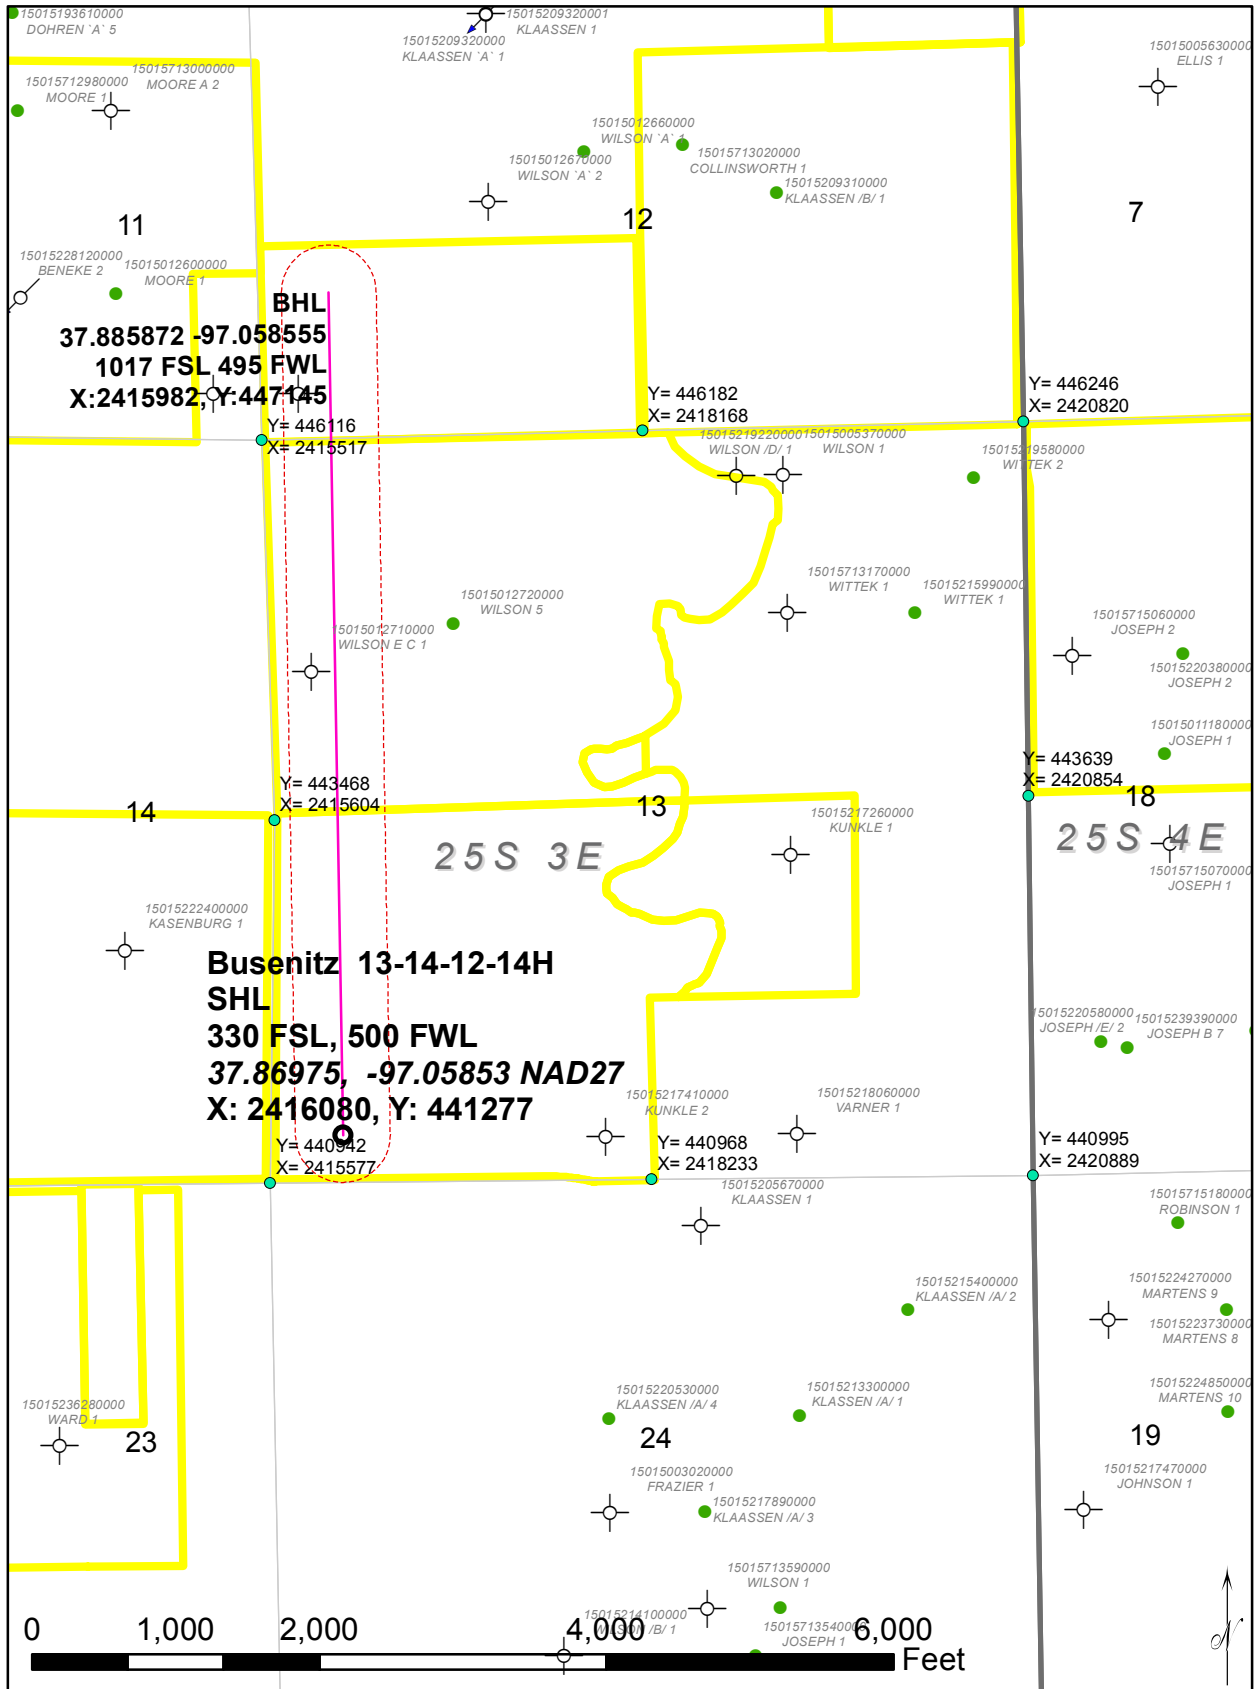 15015193610000
DOHREN `A` 5
15015209320001
KLAASSEN 1
15015209320000
KLAASSEN `A` 1
15015005630000
ELLIS 1
15015713000000
MOORE A 2
15015712980000
MOORE 1
15015012660000
WILSON `A` 1
15015012670000
WILSON `A` 2
15015713020000
COLLINSWORTH 1
15015209310000
KLAASSEN /B/ 1
11
12
7
15015228120000
BENEKE 2
15015012600000
MOORE 1
BHL
37.885872 -97.058555
1017 FSL 495 FWL
X:2415982, Y:447145
Y= 446116
X= 2415517
Y= 446182
X= 2418168
Y= 446246
X= 2420820
15015219220000
WILSON /D/ 1
15015005370000
WILSON 1
15015219580000
WITTEK 2
15015713170000
WITTEK 1
15015215990000
WITTEK 1
15015012720000
WILSON 5
15015012710000
WILSON E C 1
15015715060000
JOSEPH 2
15015220380000
JOSEPH 2
15015011180000
JOSEPH 1
Y= 443468
X= 2415604
Y= 443639
X= 2420854
14
13
18
15015217260000
KUNKLE 1
25S 3E
25S 4E
15015715070000
JOSEPH 1
15015222400000
KASENBURG 1
Busenitz 13-14-12-14H
SHL
330 FSL, 500 FWL
37.86975, -97.05853 NAD27
X: 2416080, Y: 441277
15015220580000
JOSEPH /E/ 2
15015239390000
JOSEPH B 7
15015217410000
KUNKLE 2
15015218060000
VARNER 1
Y= 440942
X= 2415577
Y= 440968
X= 2418233
Y= 440995
X= 2420889
15015205670000
KLAASSEN 1
15015715180000
ROBINSON 1
15015215400000
KLAASSEN /A/ 2
15015224270000
MARTENS 9
15015223730000
MARTENS 8
15015220530000
KLAASSEN /A/ 4
15015213300000
KLASSEN /A/ 1
15015224850000
MARTENS 10
15015236280000
WARD 1
23
24
19
15015003020000
FRAZIER 1
15015217890000
KLAASSEN /A/ 3
15015217470000
JOHNSON 1
15015713590000
WILSON 1
15015214100000
WILSON /B/ 1
15015713540000
JOSEPH 1
0 1,000 2,000 4,000 6,000
Feet
N